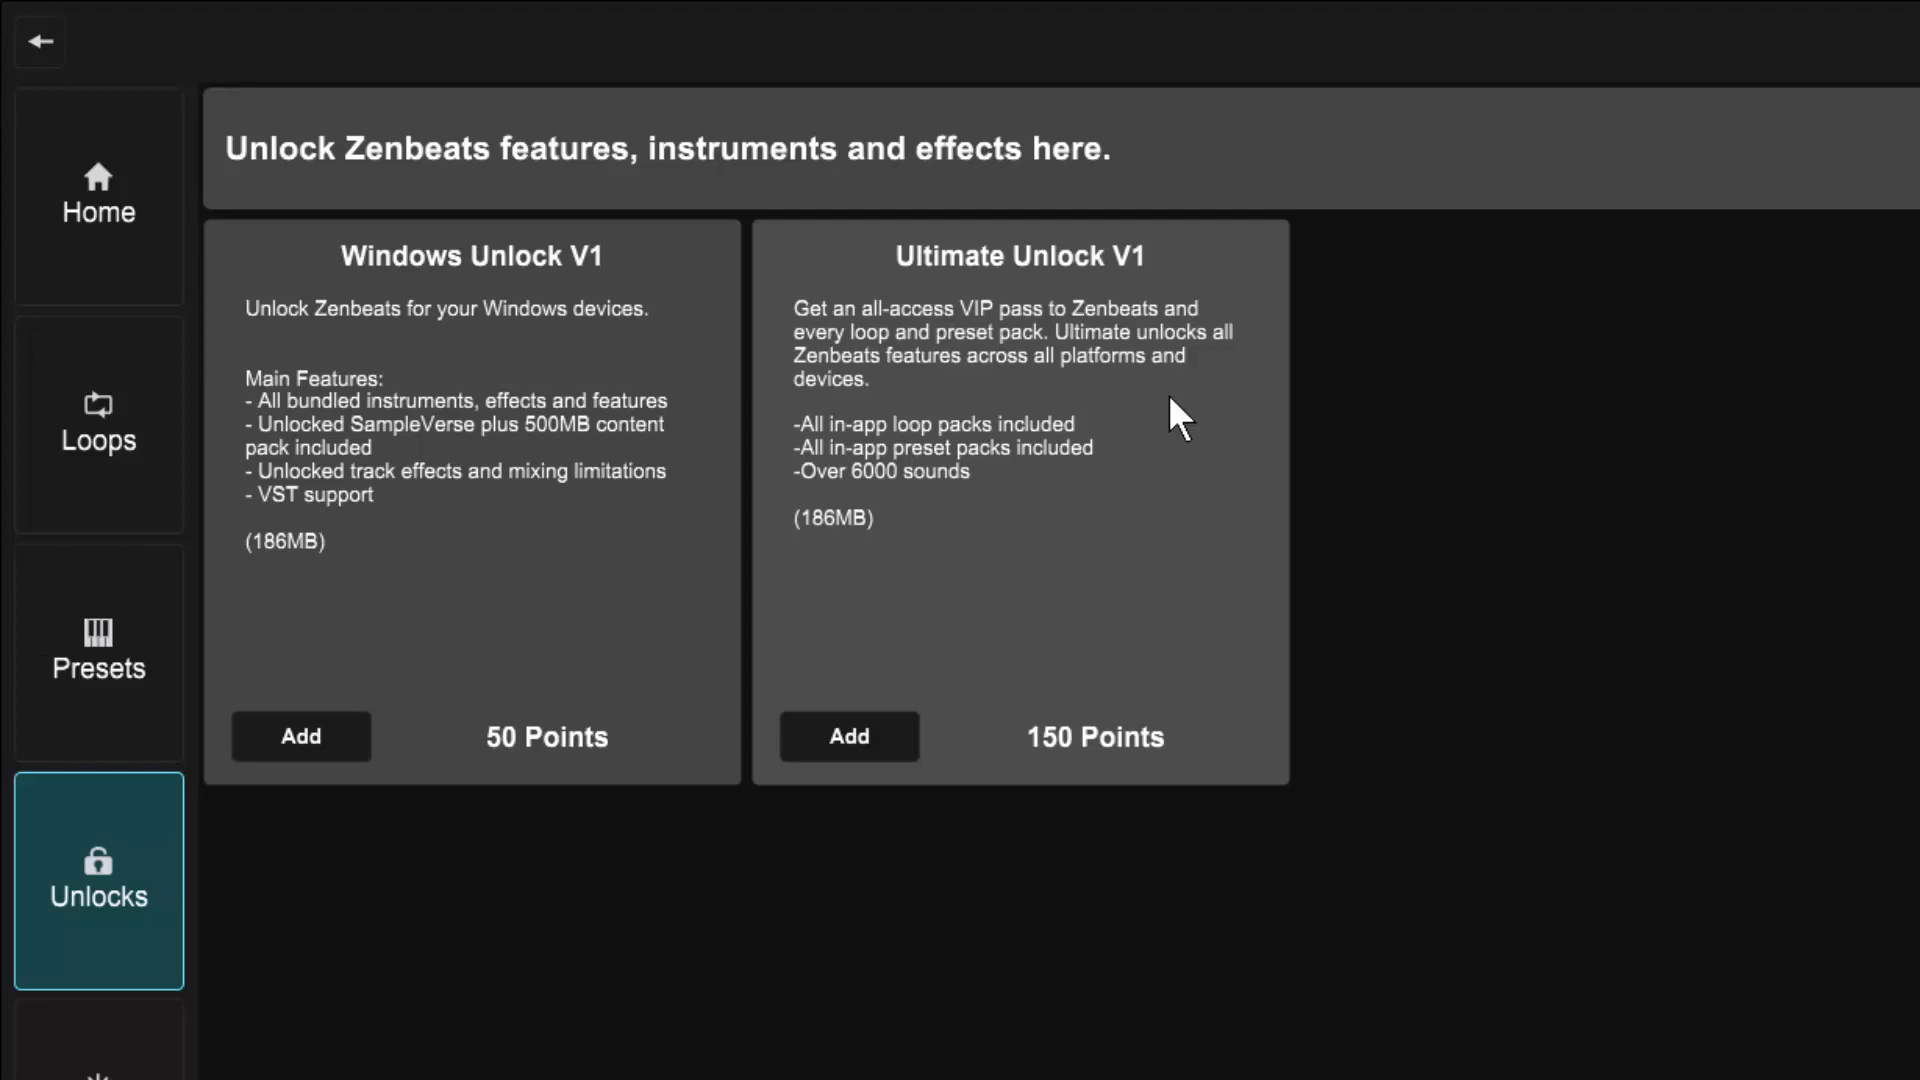 Home
Loops
Presets
Unlocks
Unlock Zenbeats features, instruments and effects here.
Windows Unlock V1
Unlock Zenbeats for your Windows devices.
Main Features:
- All bundled instruments, effects and features
- Unlocked SampleVerse plus 500MB content
pack included
- Unlocked track effects and mixing limitations
- VST support
(186MB)
Add
50 Points
Ultimate Unlock V1
Get an all-access VIP pass to Zenbeats and
every loop and preset pack. Ultimate unlocks all
Zenbeats features across all platforms and
devices.
-All in-app loop packs included
-All in-app preset packs included
-Over 6000 sounds
(186MB)
Add
150 Points